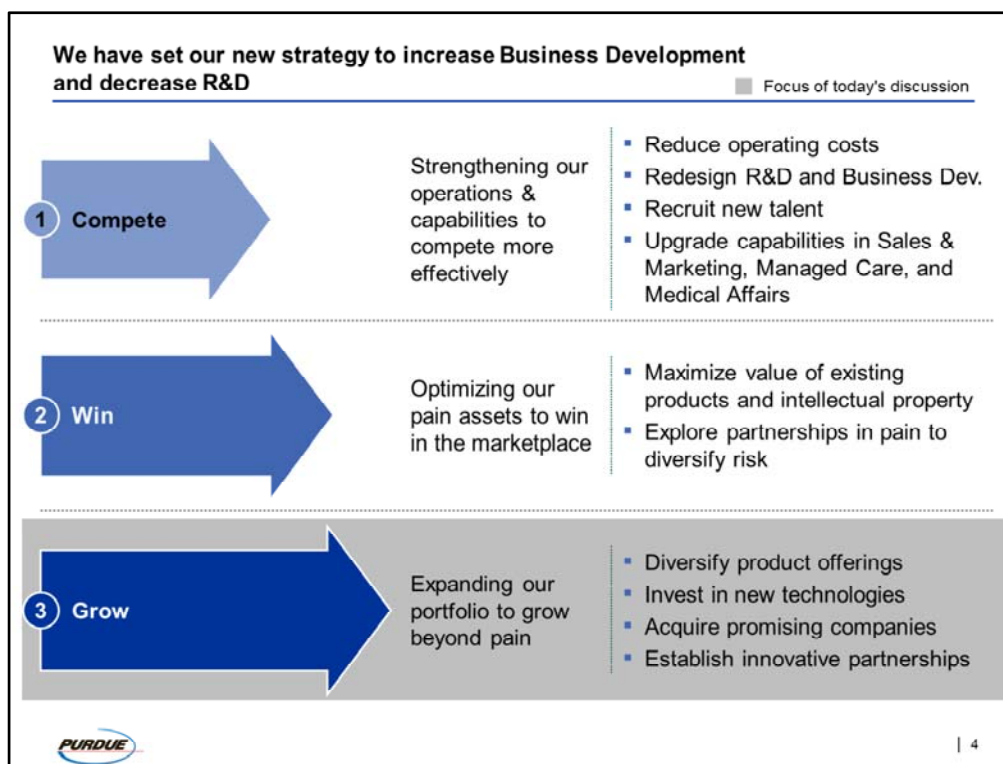 We have set our new strategy to increase Business Development
and decrease R&D
Focus of today's discussion
1 Compete
Strengthening our
operations &
capabilities to
compete more
effectively
▪ Reduce operating costs
▪ Redesign R&D and Business Dev.
▪ Recruit new talent
▪ Upgrade capabilities in Sales &
Marketing, Managed Care, and
Medical Affairs
2 Win
Optimizing our
pain assets to win
in the marketplace
▪ Maximize value of existing
products and intellectual property
▪ Explore partnerships in pain to
diversify risk
3 Grow
Expanding our
portfolio to grow
beyond pain
▪ Diversify product offerings
▪ Invest in new technologies
▪ Acquire promising companies
▪ Establish innovative partnerships
PURDUE
| 4